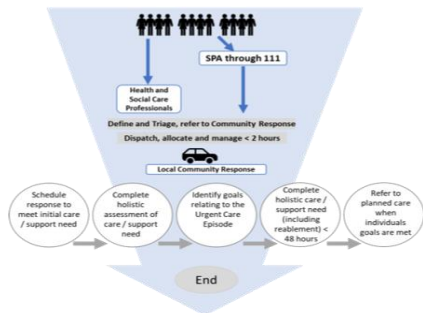 SPA through 111
Health and
Social Care
Professionals
Define and Triage, refer to Community Response
Dispatch, allocate and manage < 2 hours
Local Community Response
Schedule
response to
meet initial care
/ support need
Complete
holistic
assessment of
care / support
need
Identify goals
relating to the
Urgent Care
Episode
Complete
holistic care /
support need
(including
reablement) <
48 hours
Refer to
planned care
when
individuals
goals are met
End